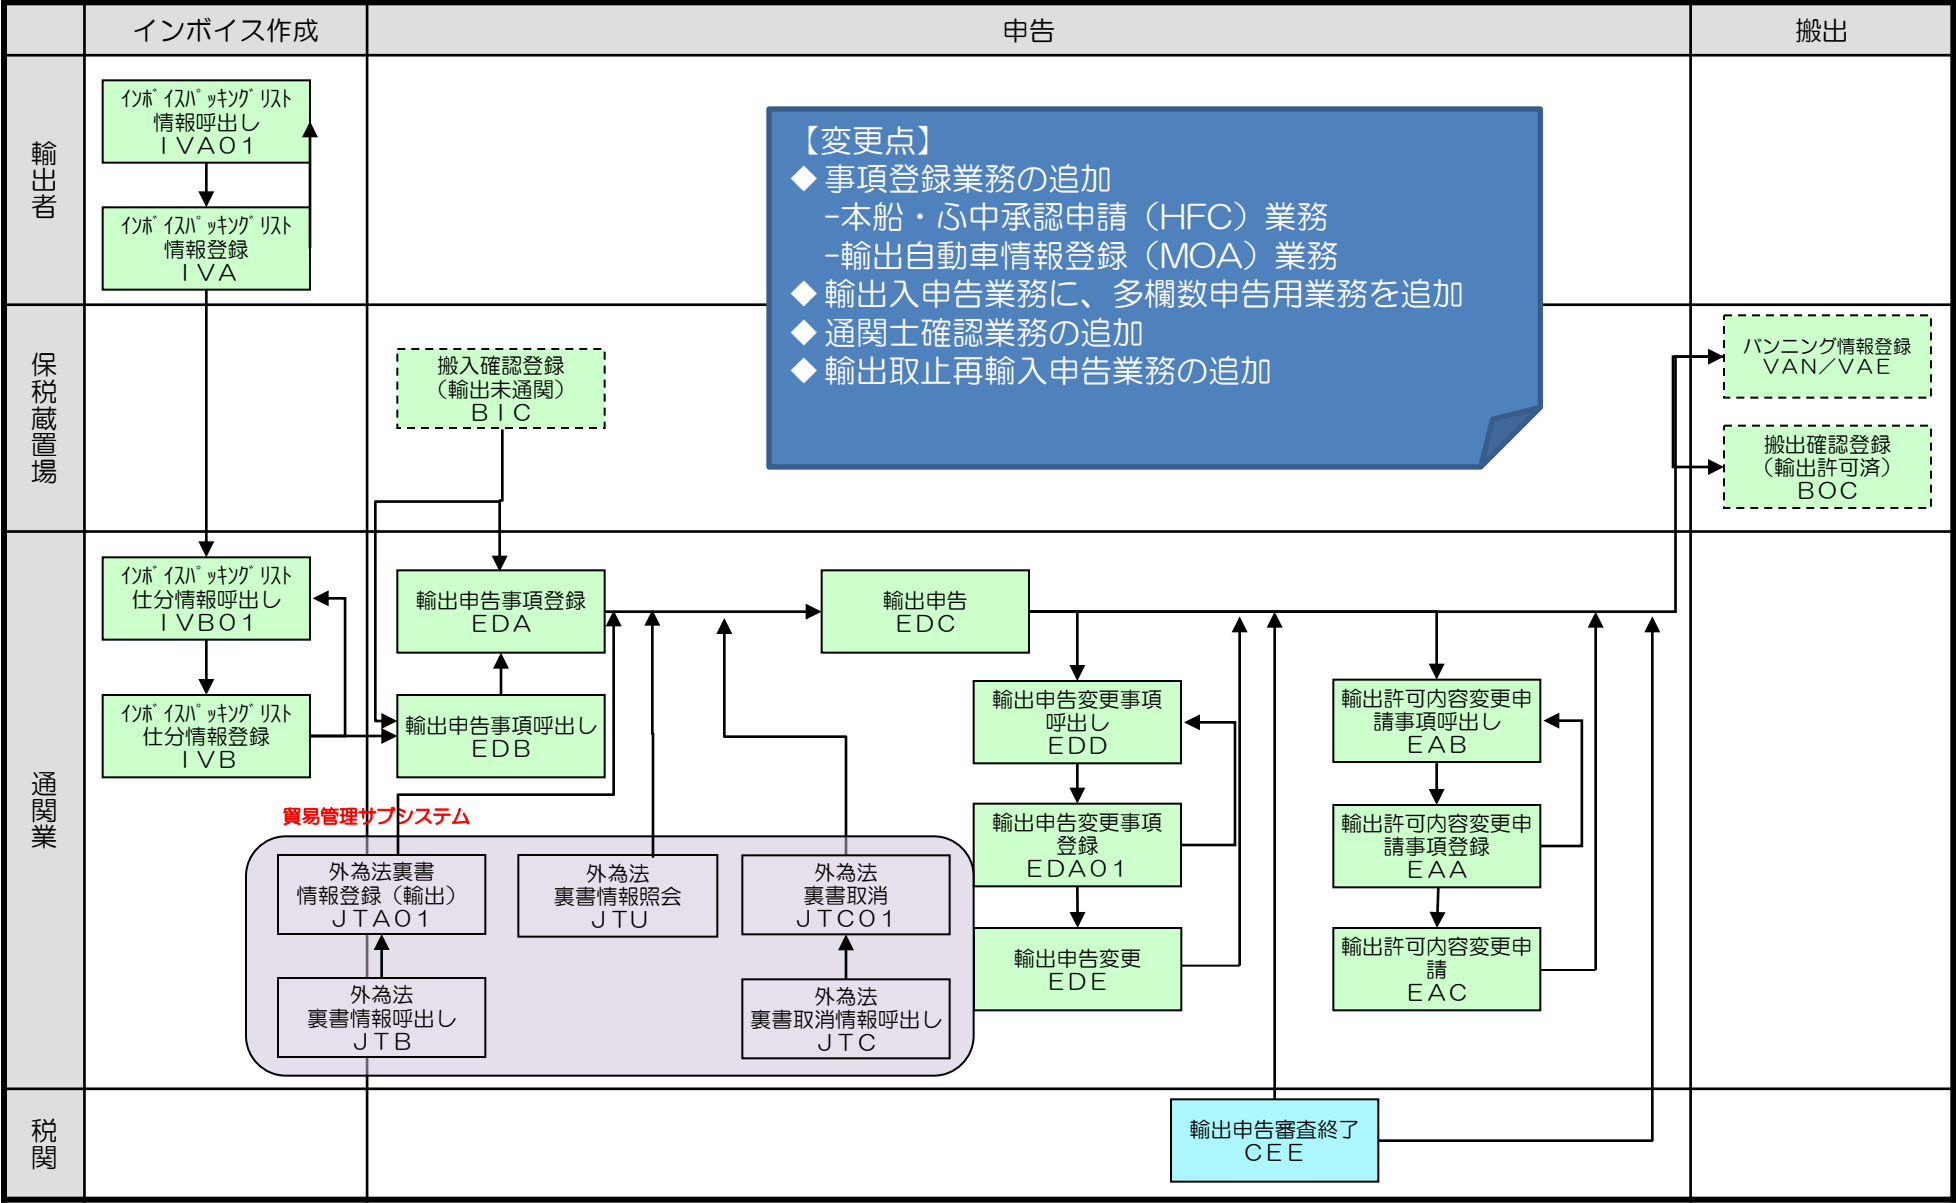 インボイス作成
申告
搬出
輸出者
保税蔵置場
通関業
税関
ｲﾝﾎﾞｲｽﾊﾟｯｷﾝｸﾞﾘｽﾄ
情報呼出し
ＩＶＡ０１
ｲﾝﾎﾞｲｽﾊﾟｯｷﾝｸﾞﾘｽﾄ
情報登録
ＩＶＡ
【変更点】
◆ 事項登録業務の追加
-本船・ふ中承認申請（HFC）業務
-輸出自動車情報登録（MOA）業務
◆ 輸出入申告業務に、多欄数申告用業務を追加
◆ 通関士確認業務の追加
◆ 輸出取止再輸入申告業務の追加
搬入確認登録
（輸出未通関）
ＢＩＣ
バンニング情報登録
ＶＡＮ／ＶＡＥ
搬出確認登録
（輸出許可済）
ＢＯＣ
ｲﾝﾎﾞｲｽﾊﾟｯｷﾝｸﾞﾘｽﾄ
仕分情報呼出し
ＩＶＢ０１
ｲﾝﾎﾞｲｽﾊﾟｯｷﾝｸﾞﾘｽﾄ
仕分情報登録
ＩＶＢ
輸出申告事項登録
ＥＤＡ
輸出申告事項呼出し
ＥＤＢ
輸出申告
ＥＤＣ
輸出申告変更事項
呼出し
ＥＤＤ
輸出申告変更事項
登録
ＥＤＡ０１
輸出申告変更
ＥＤＥ
輸出許可内容変更申
請事項呼出し
ＥＡＢ
輸出許可内容変更申
請事項登録
ＥＡＡ
輸出許可内容変更申
請
ＥＡＣ
貿易管理サブシステム
外為法裏書
情報登録（輸出）
ＪＴＡ０１
外為法
裏書情報照会
ＪＴＵ
外為法
裏書取消
ＪＴＣ０１
外為法
裏書情報呼出し
ＪＴＢ
外為法
裏書取消情報呼出し
ＪＴＣ
輸出申告審査終了
ＣＥＥ